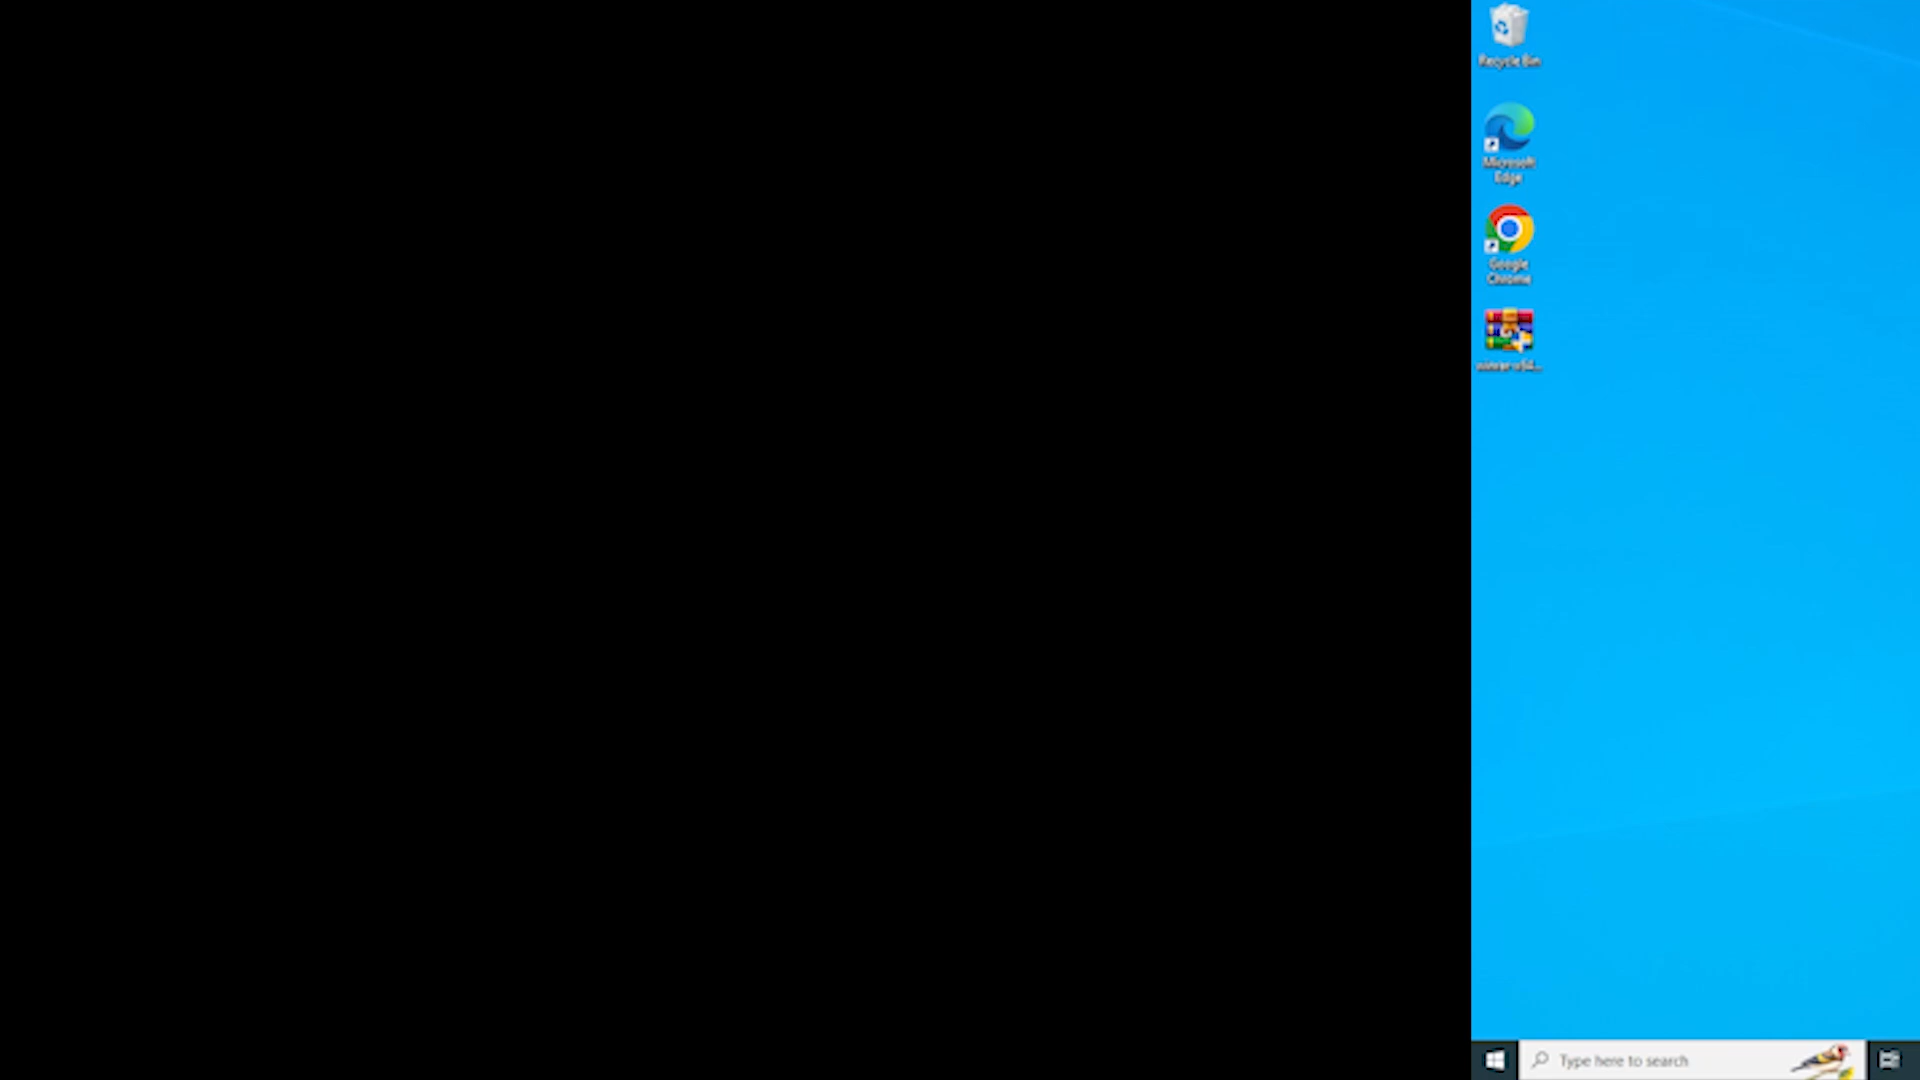 Recycle Bin
Microsoft
Edge
Google
Chrome
Type here to search